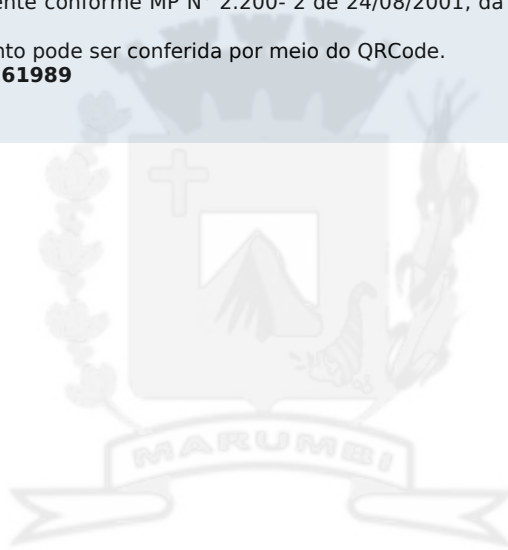 ente conforme MP Nº 2.200- 2 de 24/08/2001, da
nto pode ser conferida por meio do QRCode.
61989
MARUMBI